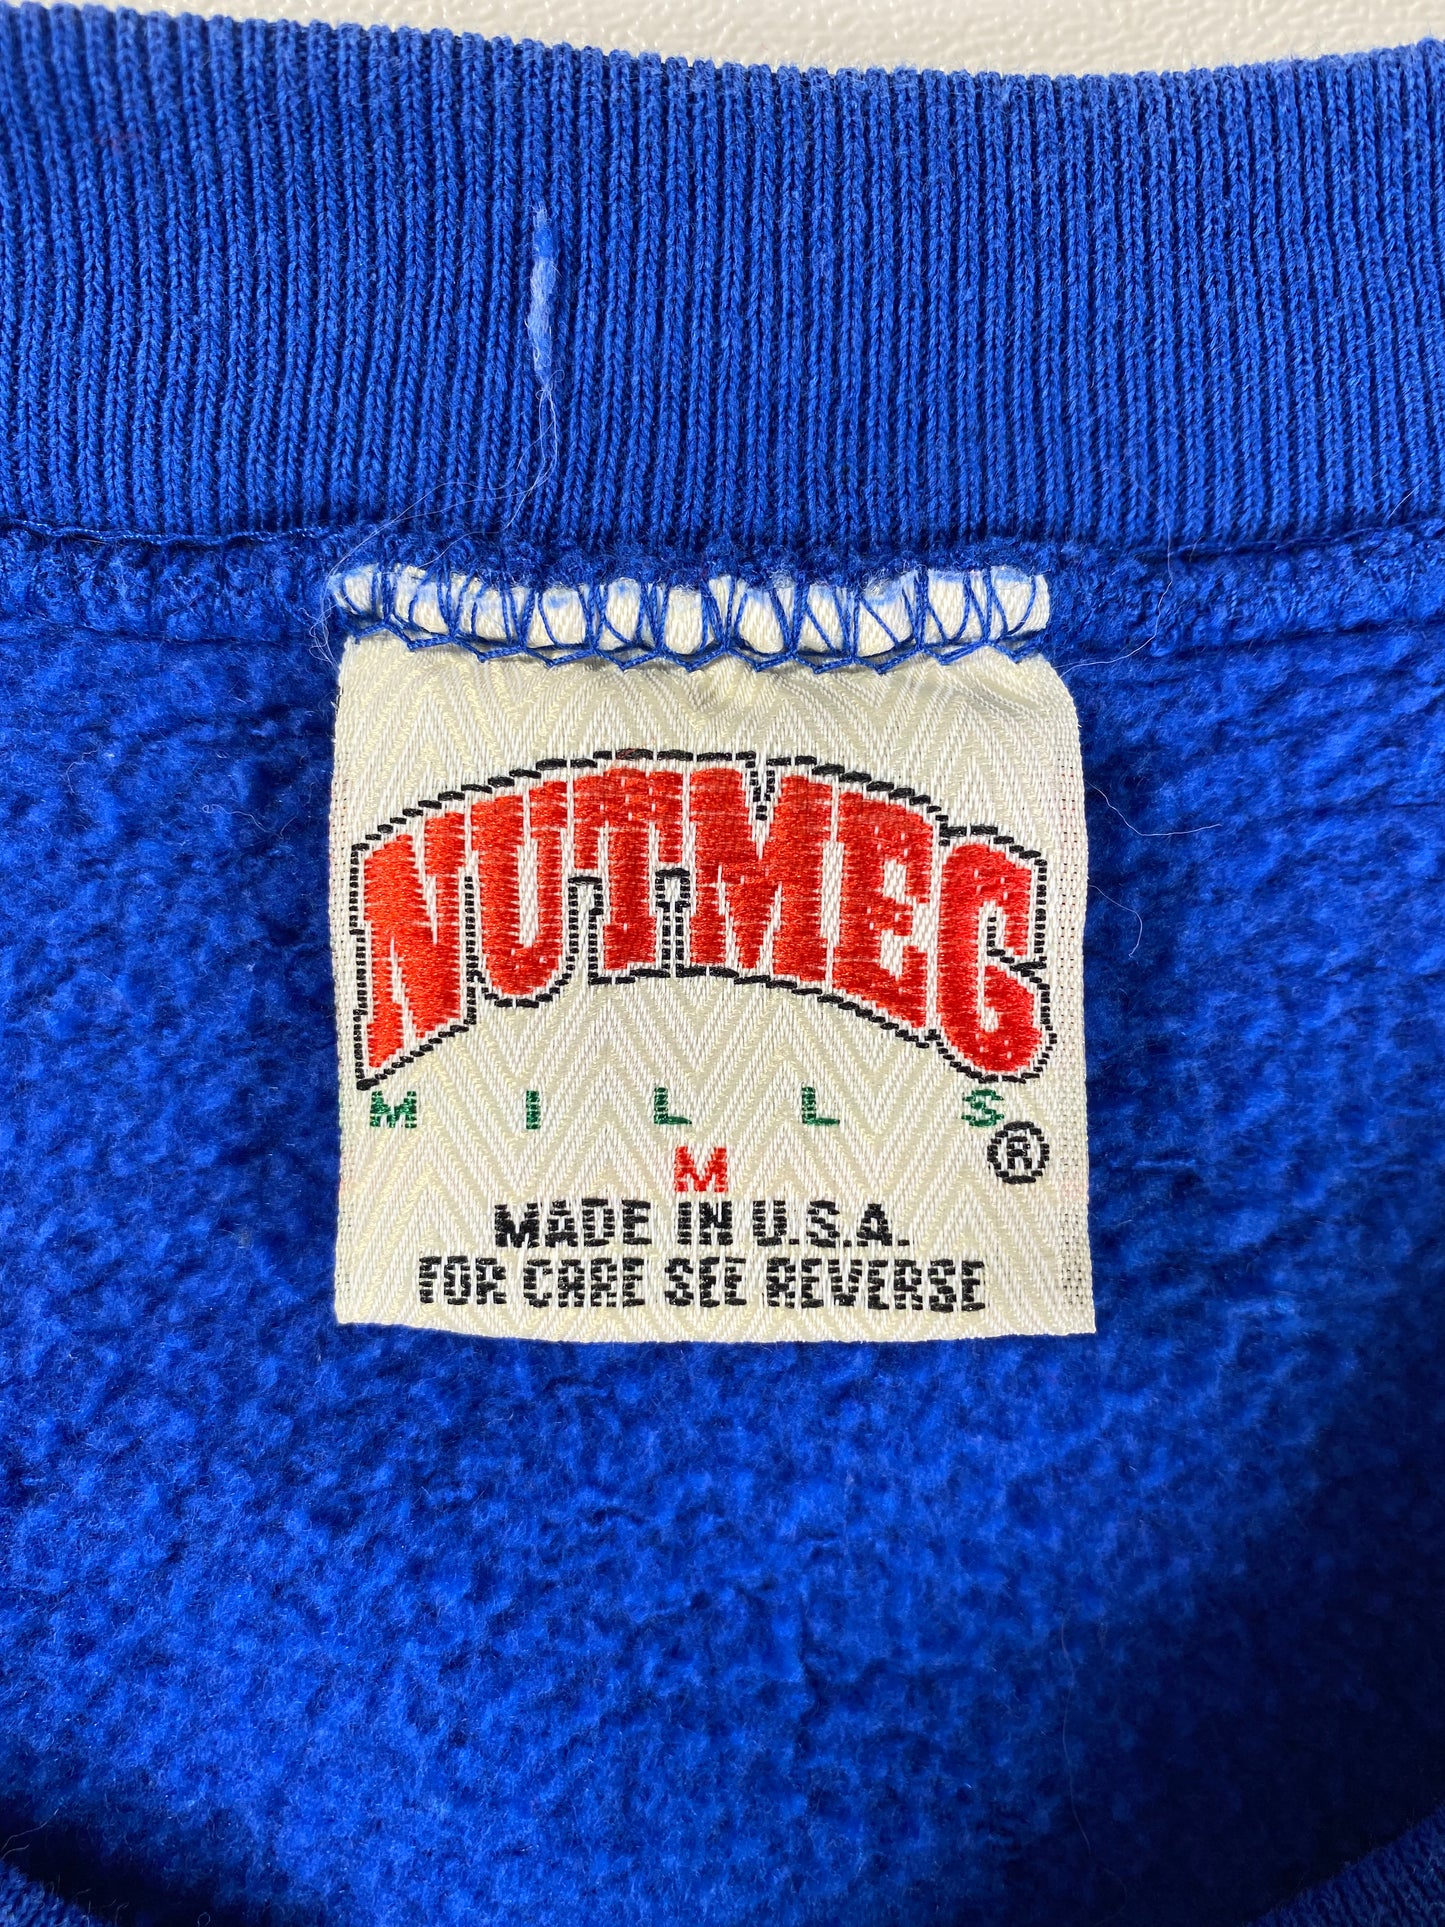 NUTMEG
MILLS
®
M
MADE IN U.S.A.
FOR CARE SEE REVERSE